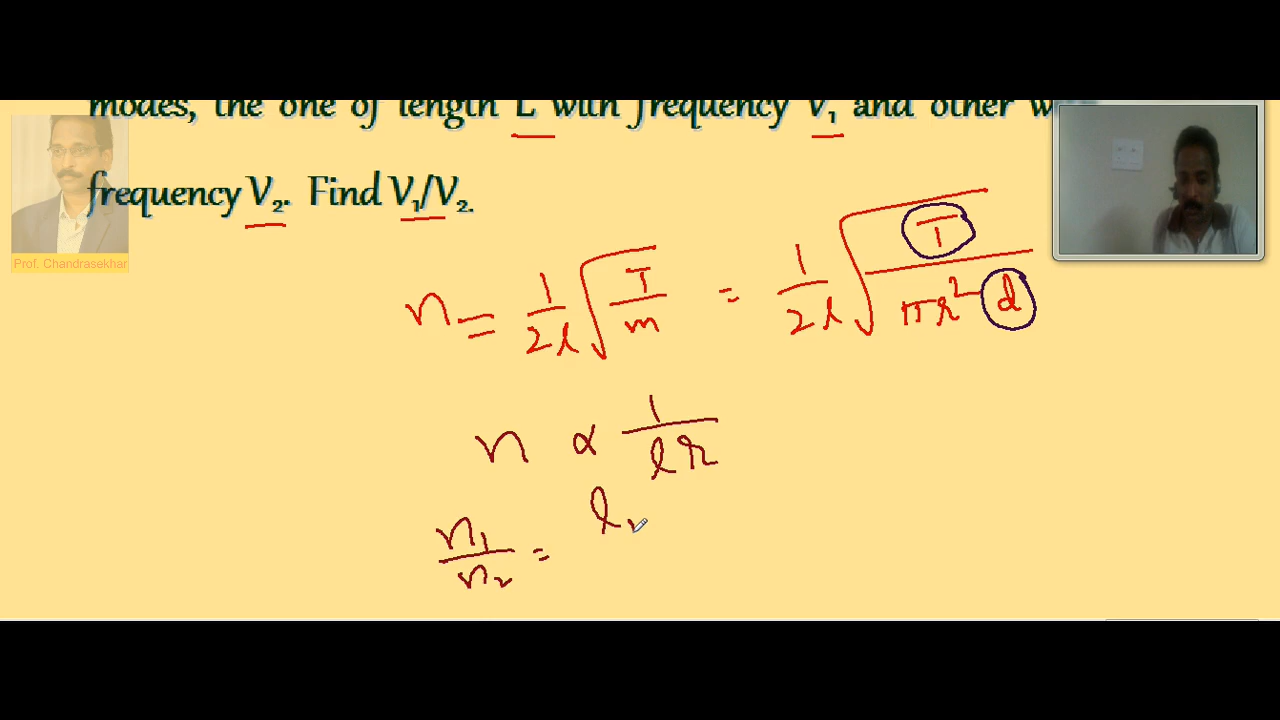 modes, the one of length L with frequency V₁ and other w
frequency V₂. Find V₁/V₂.
Prof. Chandrasekhar
n = 1/2l √(T/m) = 1/2l √(T/πr²d)
n ∝ 1/lr
n₁/n₂ = l₂